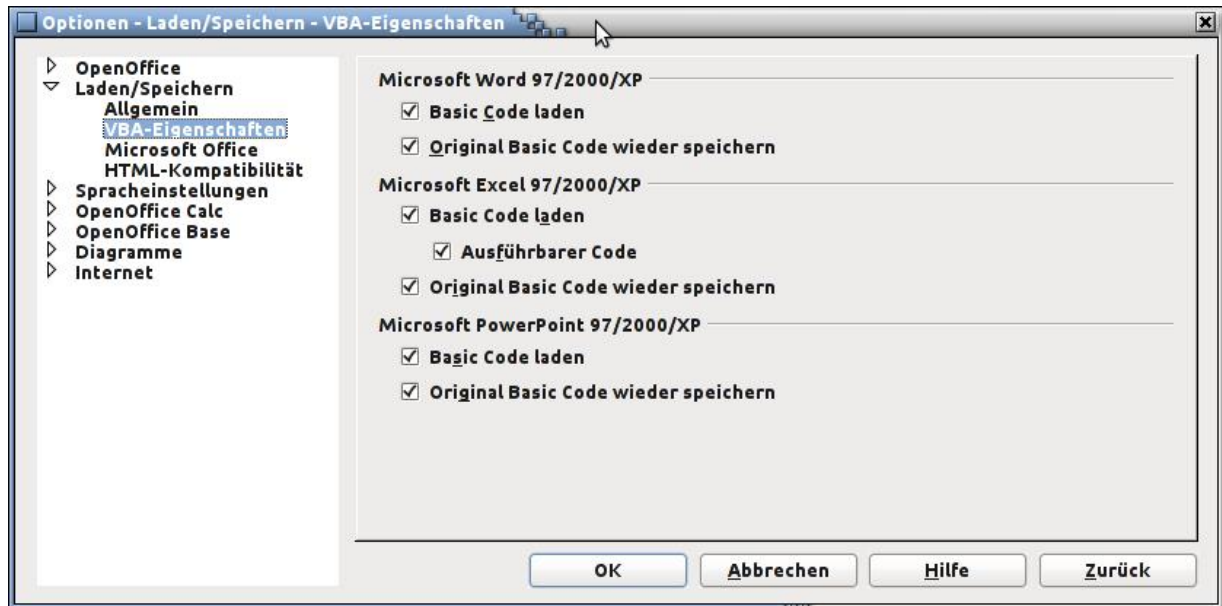 Optionen - Laden/Speichern - VBA-Eigenschaften
OpenOffice
Laden/Speichern
Allgemein
VBA-Eigenschaften
Microsoft Office
HTML-Kompatibilität
Spracheinstellungen
OpenOffice Calc
OpenOffice Base
Diagramme
Internet
Microsoft Word 97/2000/XP
Basic Code laden
Original Basic Code wieder speichern
Microsoft Excel 97/2000/XP
Basic Code laden
Ausführbarer Code
Original Basic Code wieder speichern
Microsoft PowerPoint 97/2000/XP
Basic Code laden
Original Basic Code wieder speichern
OK
Abbrechen
Hilfe
Zurück